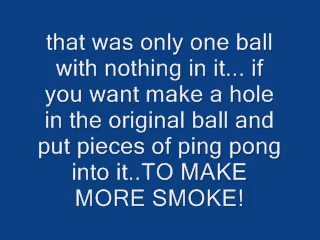 that was only one ball
with nothing in it... if
you want make a hole
in the original ball and
put pieces of ping pong
into it..TO MAKE
MORE SMOKE!